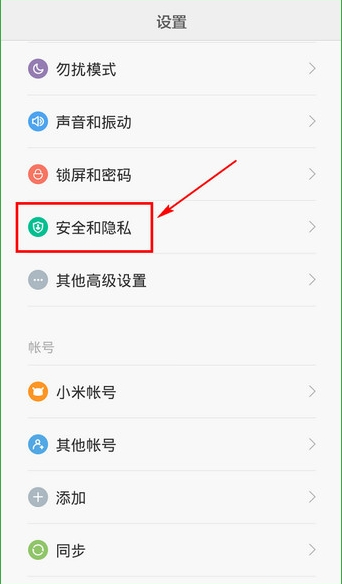 设置
勿扰模式
声音和振动
锁屏和密码
安全和隐私
其他高级设置
帐号
小米帐号
其他帐号
添加
同步